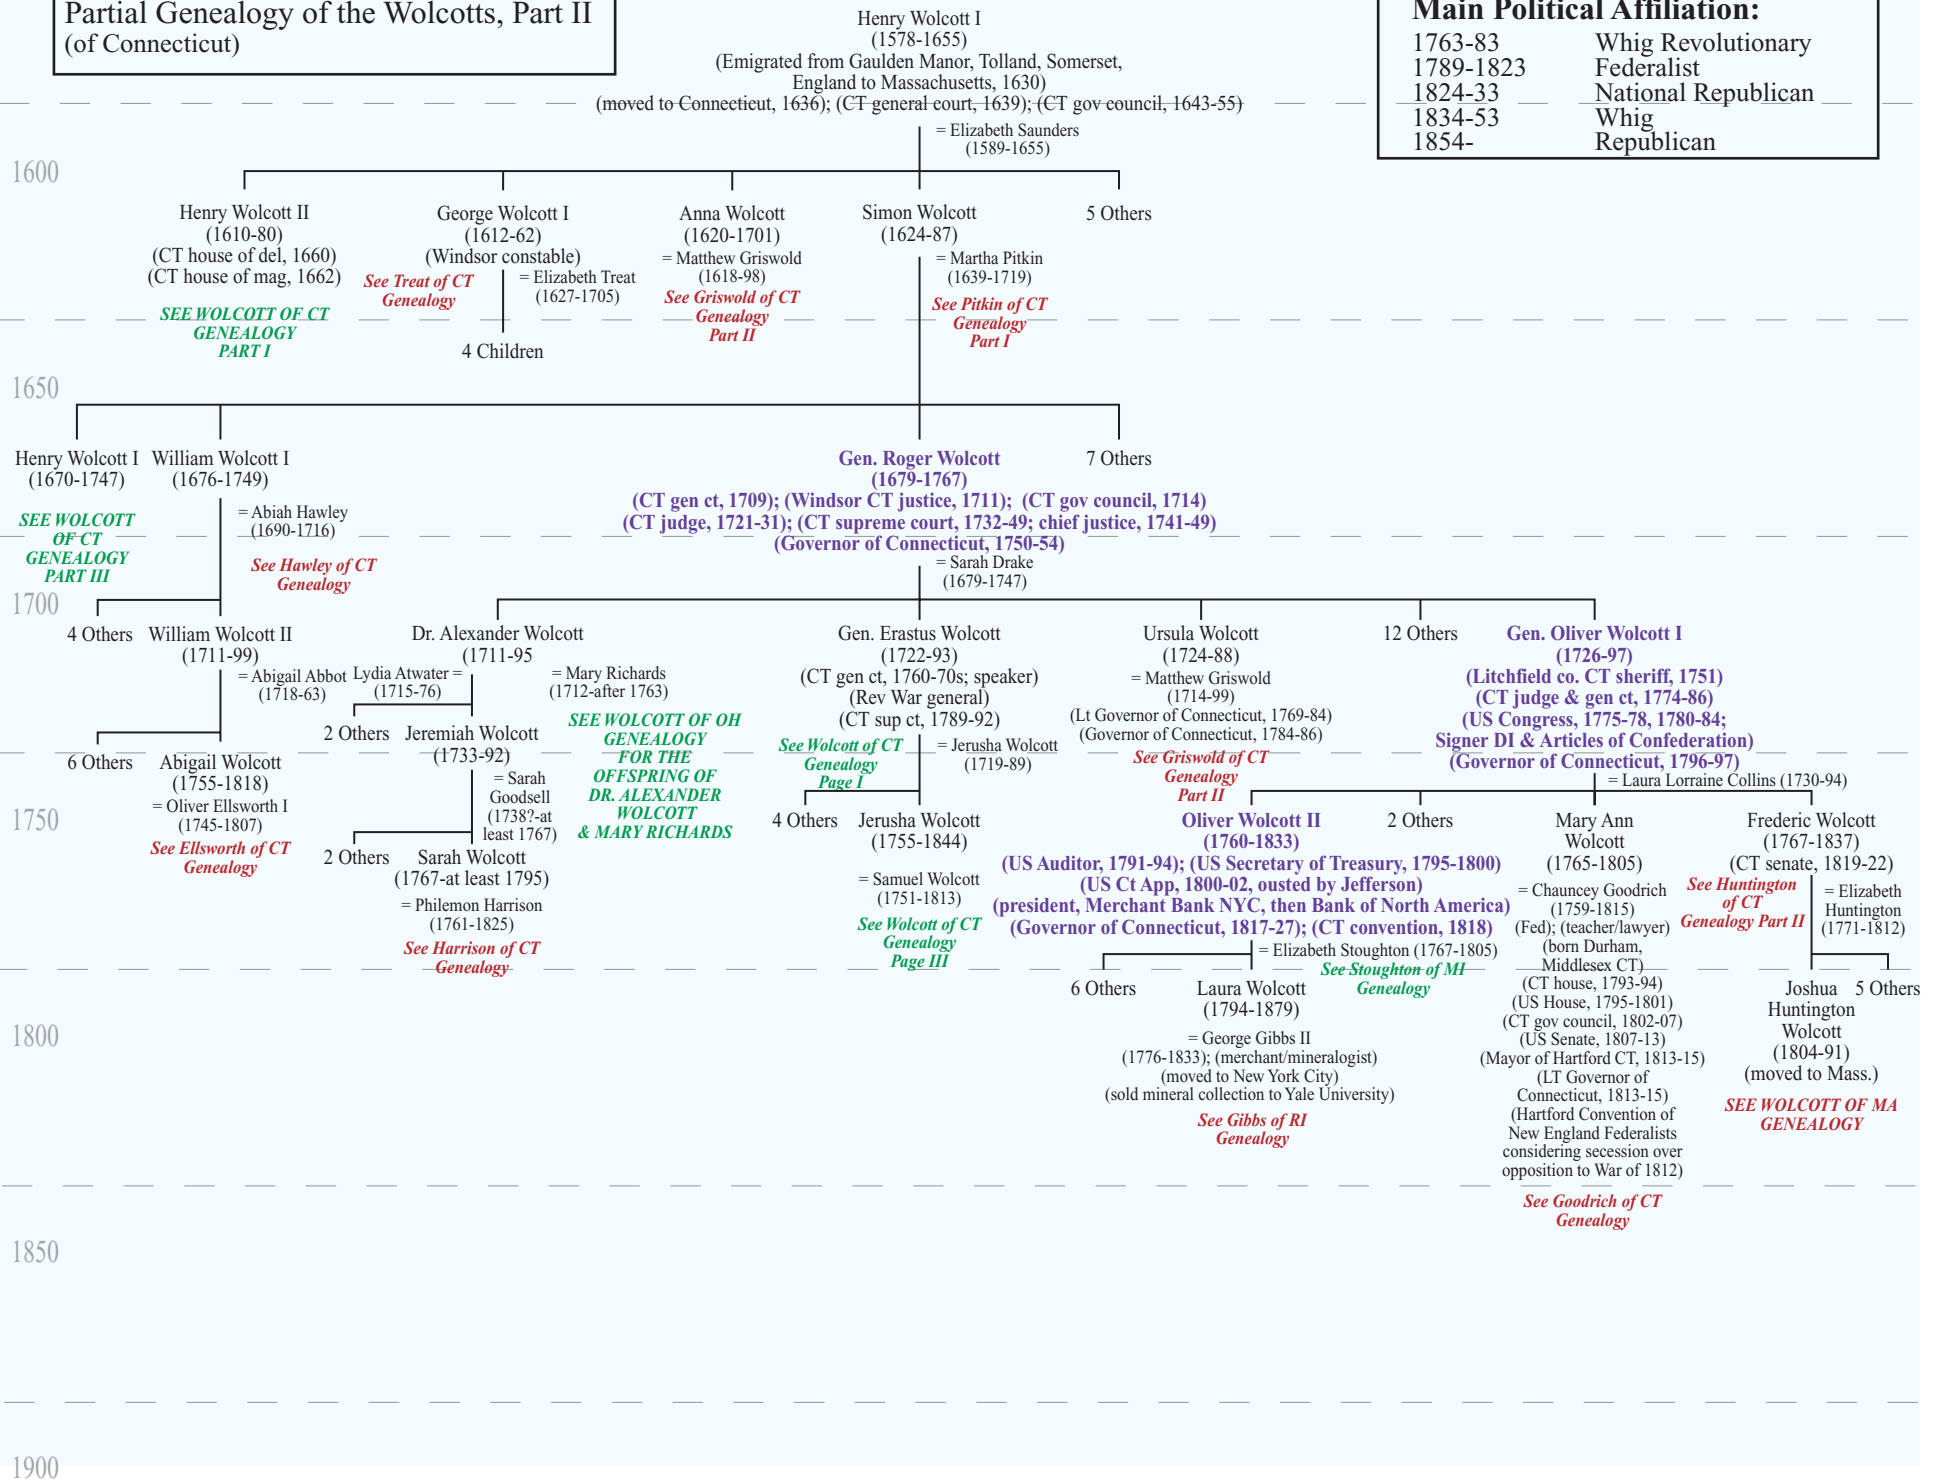 Partial Genealogy of the Wolcotts, Part II
(of Connecticut)
Main Political Affiliation:
1763-83 Whig Revolutionary
1789-1823 Federalist
1824-33 National Republican
1834-53 Whig
1854- Republican
Henry Wolcott I
(1578-1655)
(Emigrated from Gaulden Manor, Tolland, Somerset,
England to Massachusetts, 1630)
(moved to Connecticut, 1636); (CT general court, 1639); (CT gov council, 1643-55)
= Elizabeth Saunders
(1589-1655)
1600
Henry Wolcott II
(1610-80)
(CT house of del, 1660)
(CT house of mag, 1662)
SEE WOLCOTT OF CT
GENEALOGY
PART I
George Wolcott I
(1612-62)
(Windsor constable)
See Treat of CT
Genealogy
= Elizabeth Treat
(1627-1705)
4 Children
Anna Wolcott
(1620-1701)
= Matthew Griswold
(1618-98)
See Griswold of CT
Genealogy
Part II
Simon Wolcott
(1624-87)
= Martha Pitkin
(1639-1719)
See Pitkin of CT
Genealogy
Part I
5 Others
1650
Henry Wolcott I
(1670-1747)
SEE WOLCOTT
OF CT
GENEALOGY
PART III
William Wolcott I
(1676-1749)
= Abiah Hawley
(1690-1716)
See Hawley of CT
Genealogy
Gen. Roger Wolcott
(1679-1767)
(CT gen ct, 1709); (Windsor CT justice, 1711); (CT gov council, 1714)
(CT judge, 1721-31); (CT supreme court, 1732-49; chief justice, 1741-49)
(Governor of Connecticut, 1750-54)
= Sarah Drake
(1679-1747)
7 Others
1700
4 Others
William Wolcott II
(1711-99)
= Abigail Abbot
(1718-63)
Dr. Alexander Wolcott
(1711-95
Lydia Atwater =
(1715-76)
= Mary Richards
(1712-after 1763)
SEE WOLCOTT OF OH
GENEALOGY
FOR THE
OFFSPRING OF
DR. ALEXANDER
WOLCOTT
& MARY RICHARDS
Gen. Erastus Wolcott
(1722-93)
(CT gen ct, 1760-70s; speaker)
(Rev War general)
(CT sup ct, 1789-92)
See Wolcott of CT
Genealogy
Page I
= Jerusha Wolcott
(1719-89)
Ursula Wolcott
(1724-88)
= Matthew Griswold
(1714-99)
(Lt Governor of Connecticut, 1769-84)
(Governor of Connecticut, 1784-86)
See Griswold of CT
Genealogy
Part II
12 Others
Gen. Oliver Wolcott I
(1726-97)
(Litchfield co. CT sheriff, 1751)
(CT judge & gen ct, 1774-86)
(US Congress, 1775-78, 1780-84;
Signer DI & Articles of Confederation)
(Governor of Connecticut, 1796-97)
= Laura Lorraine Collins (1730-94)
6 Others
Abigail Wolcott
(1755-1818)
= Oliver Ellsworth I
(1745-1807)
See Ellsworth of CT
Genealogy
2 Others
Jeremiah Wolcott
(1733-92)
= Sarah
Goodsell
(1738?-at
least 1767)
1750
2 Others
Sarah Wolcott
(1767-at least 1795)
= Philemon Harrison
(1761-1825)
See Harrison of CT
Genealogy
4 Others
Jerusha Wolcott
(1755-1844)
= Samuel Wolcott
(1751-1813)
See Wolcott of CT
Genealogy
Page III
Oliver Wolcott II
(1760-1833)
(US Auditor, 1791-94); (US Secretary of Treasury, 1795-1800)
(US Ct App, 1800-02, ousted by Jefferson)
(president, Merchant Bank NYC, then Bank of North America)
(Governor of Connecticut, 1817-27); (CT convention, 1818)
= Elizabeth Stoughton (1767-1805)
See Stoughton of MI
Genealogy
2 Others
Mary Ann
Wolcott
(1765-1805)
= Chauncey Goodrich
(1759-1815)
(Fed); (teacher/lawyer)
(born Durham,
Middlesex CT)
(CT house, 1793-94)
(US House, 1795-1801)
(CT gov council, 1802-07)
(US Senate, 1807-13)
(Mayor of Hartford CT, 1813-15)
(LT Governor of
Connecticut, 1813-15)
(Hartford Convention of
New England Federalists
considering secession over
opposition to War of 1812)
See Goodrich of CT
Genealogy
Frederic Wolcott
(1767-1837)
(CT senate, 1819-22)
See Huntington
of CT
Genealogy Part II
= Elizabeth
Huntington
(1771-1812)
6 Others
Laura Wolcott
(1794-1879)
= George Gibbs II
(1776-1833); (merchant/mineralogist)
(moved to New York City)
(sold mineral collection to Yale University)
See Gibbs of RI
Genealogy
Joshua
Huntington
Wolcott
(1804-91)
(moved to Mass.)
SEE WOLCOTT OF MA
GENEALOGY
5 Others
1800
1850
1900